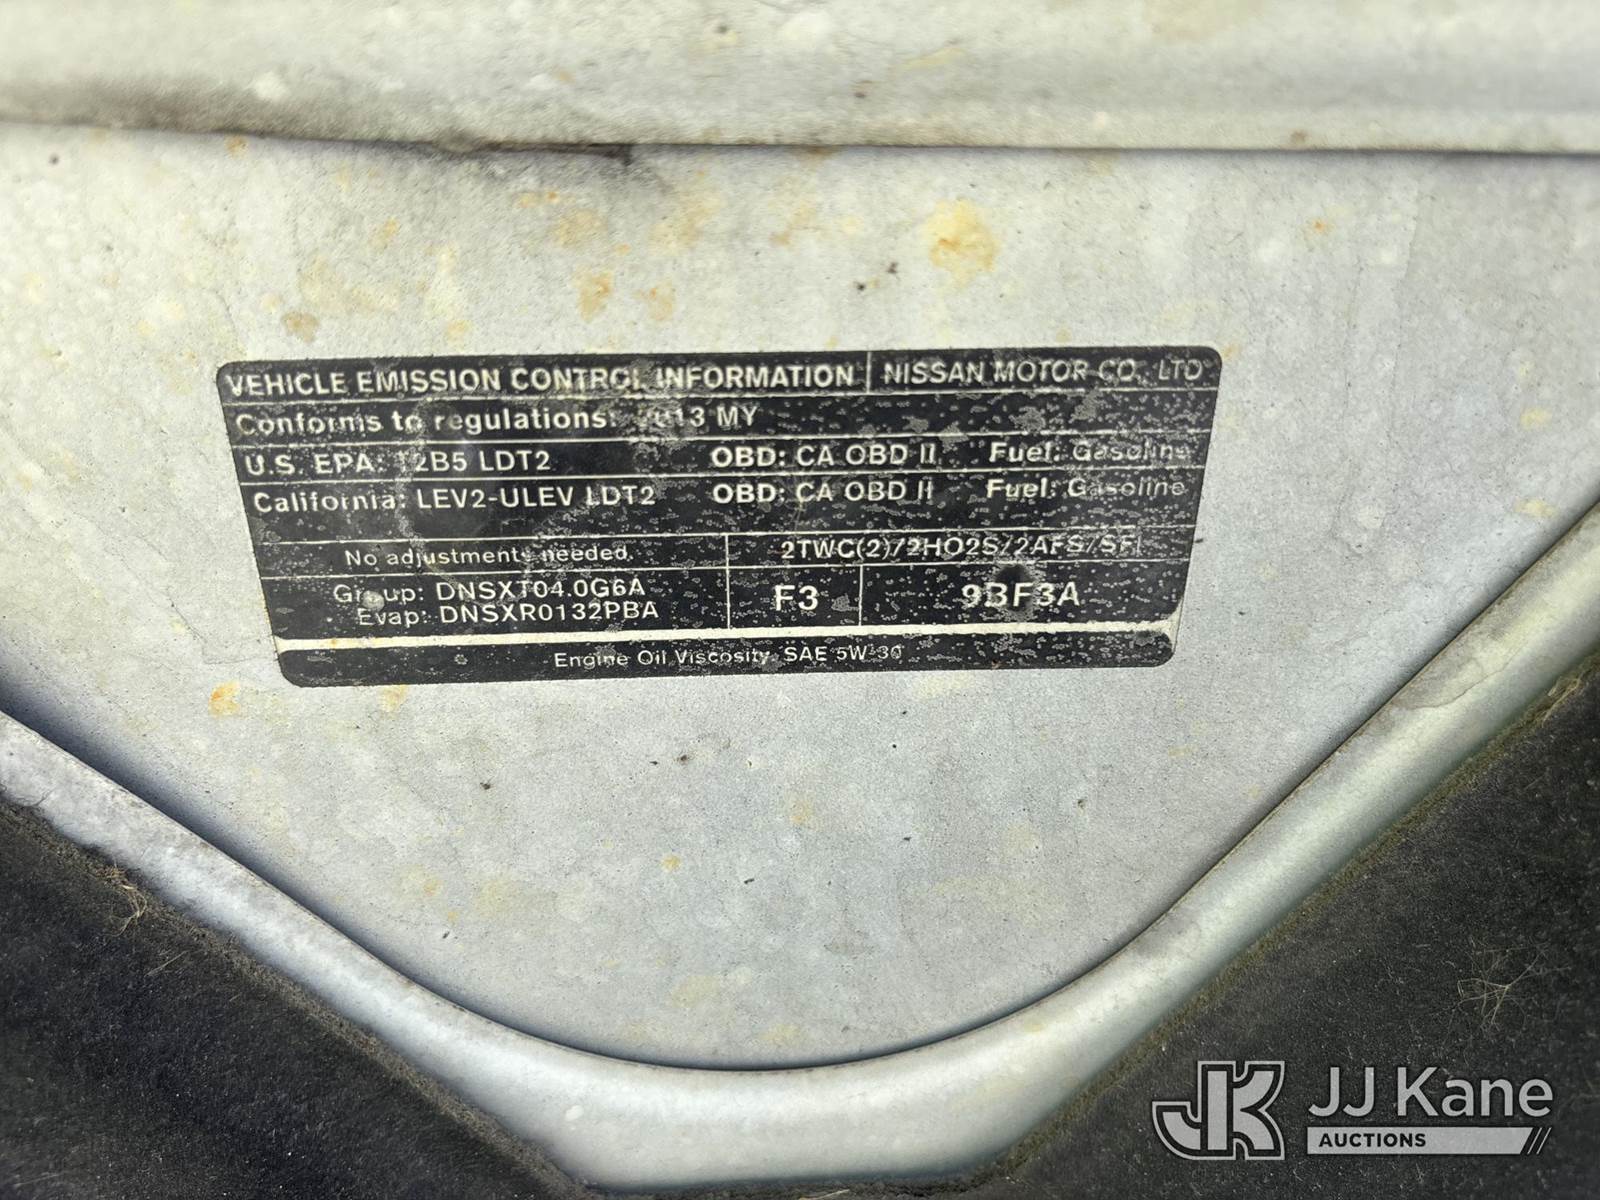 VEHICLE EMISSION CONTROL INFORMATION NISSAN MOTOR CO., LTD
Conforms to regulations: 2013 MY
U.S. EPA: T2B5 LDT2 OBD: CA OBD II Fuel: Gasoline
California: LEV2-ULEV LDT2 OBD: CA OBD II Fuel: Gasoline
No adjustments needed. 2TWC(2)/2HO2S/2AFS/SFI
Group: DNSXT04.0G6A
Evap: DNSXR0132PBA
F3 9BF3A
Engine Oil Viscosity: SAE 5W-30
JK JJ Kane
AUCTIONS